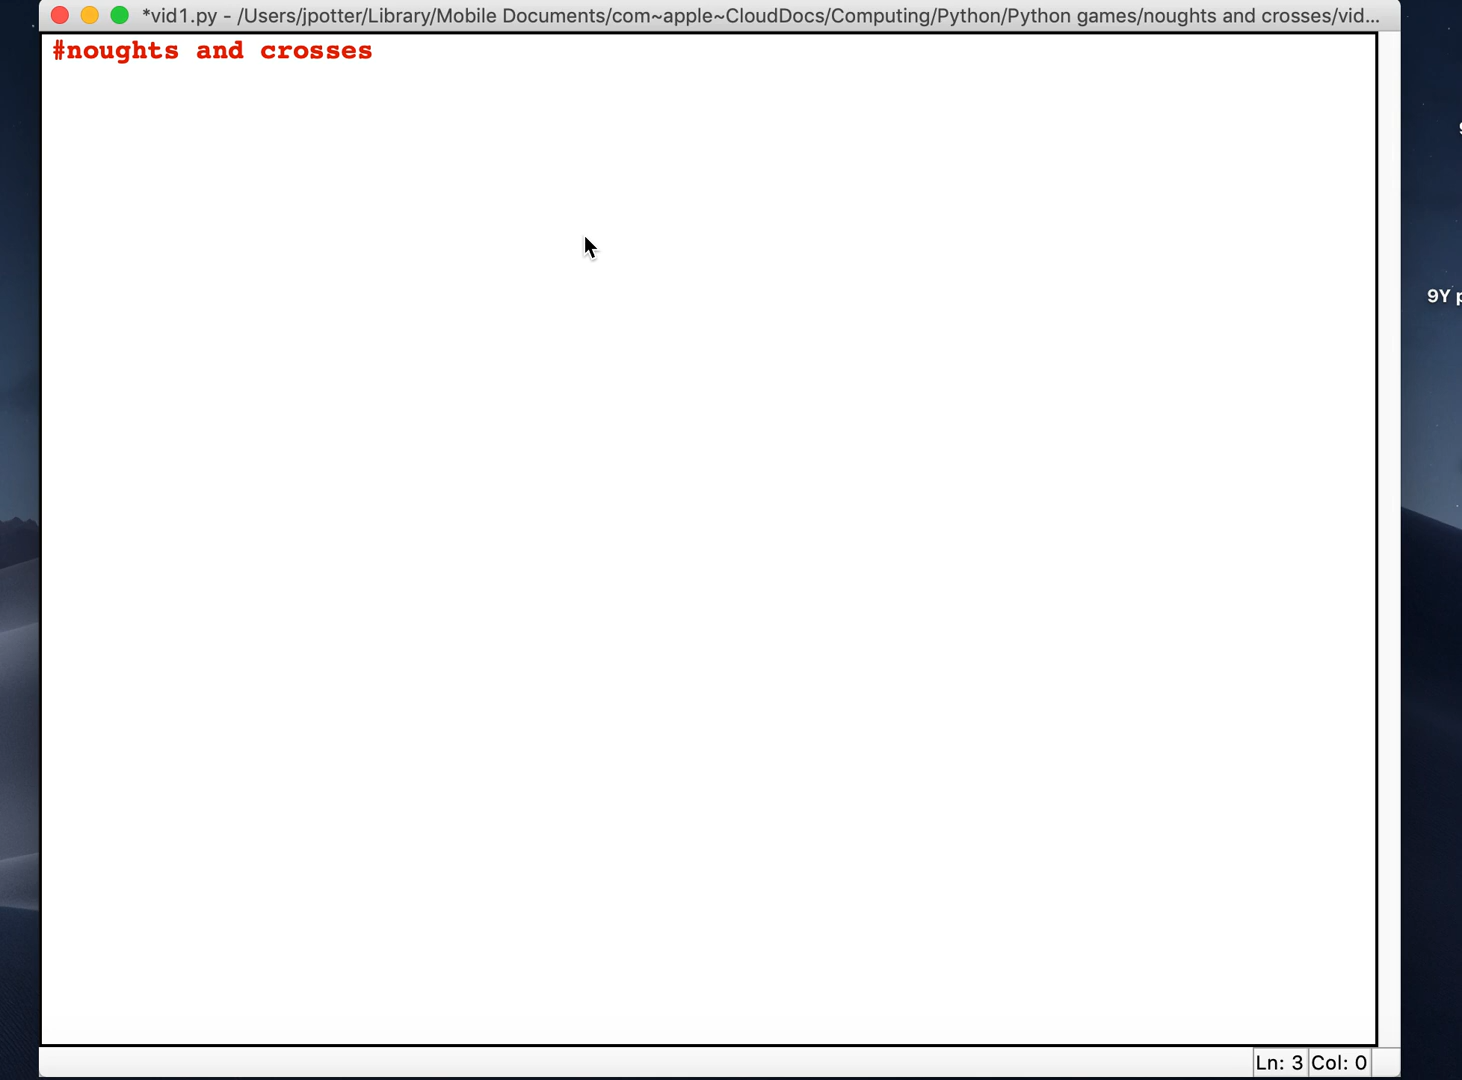 *vid1.py - /Users/jpotter/Library/Mobile Documents/com~apple~CloudDocs/Computing/Python/Python games/noughts and crosses/vid...
#noughts and crosses
9Y
Ln: 3 Col: 0